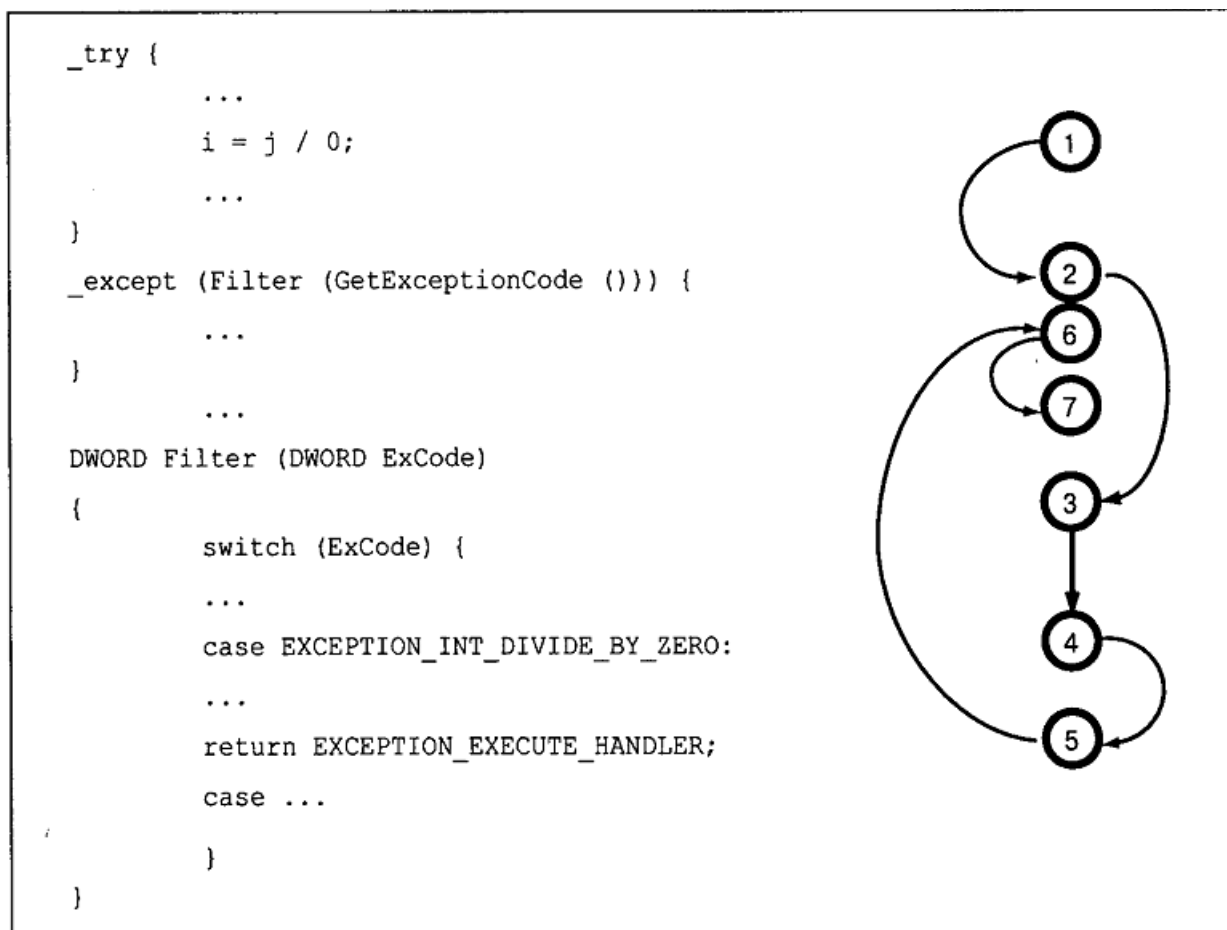 _try {
...
i = j / 0;
...
}
_except (Filter (GetExceptionCode ())) {
...
}
...
DWORD Filter (DWORD ExCode)
{
switch (ExCode) {
...
case EXCEPTION_INT_DIVIDE_BY_ZERO:
...
return EXCEPTION_EXECUTE_HANDLER;
case ...
}
}
1
2
6
7
3
4
5